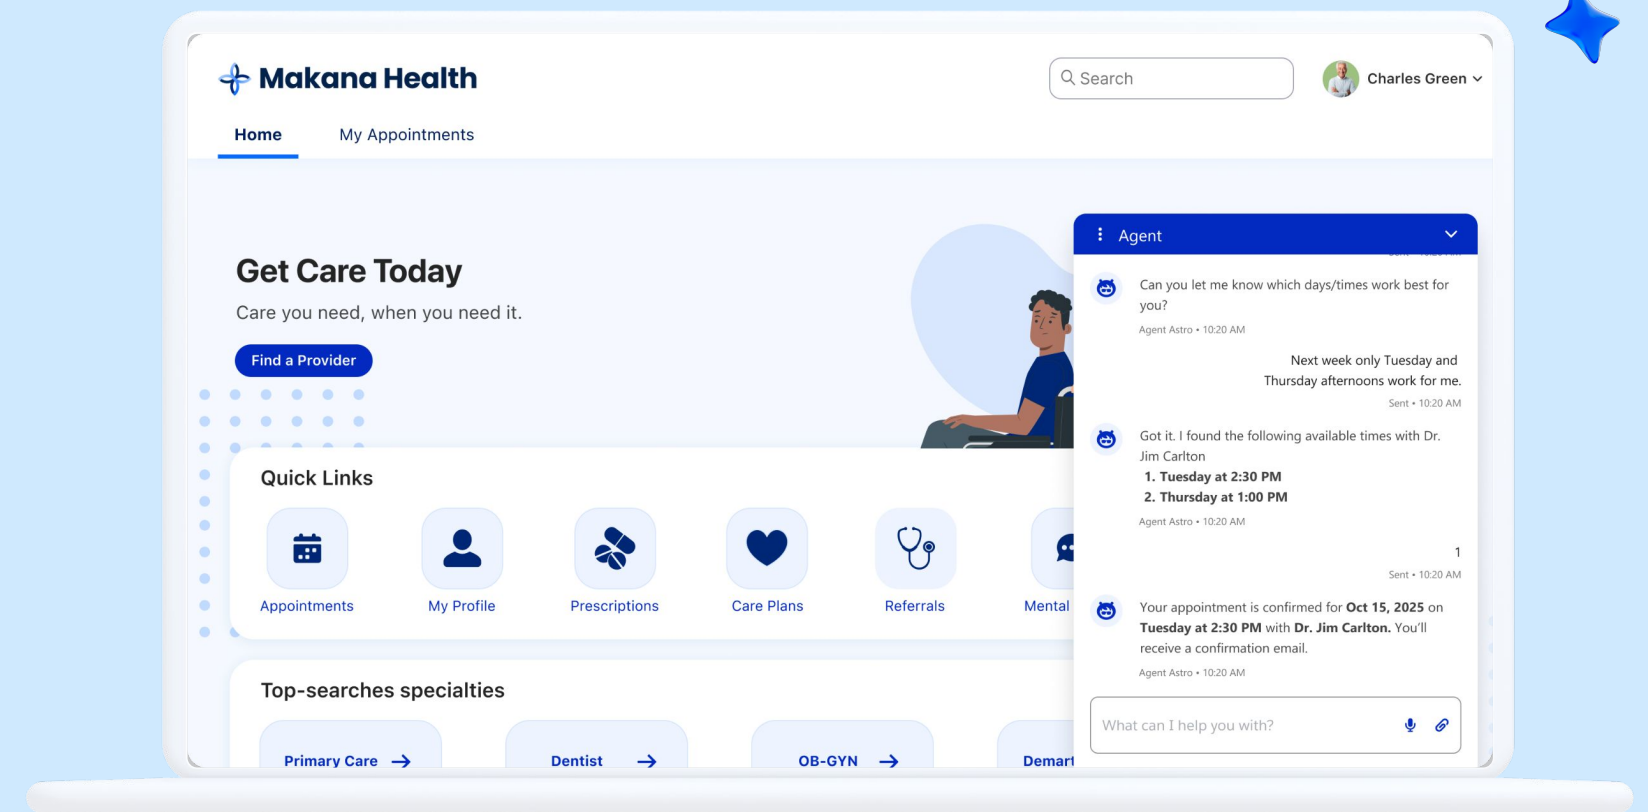 Makana Health
Search
Charles Green
Home
My Appointments
Get Care Today
Care you need, when you need it.
Find a Provider
Quick Links
Appointments
My Profile
Prescriptions
Care Plans
Referrals
Mental
Top-searches specialties
Primary Care
Dentist
OB-GYN
Agent
Can you let me know which days/times work best for
you?
Agent Astro • 10:20 AM
Next week only Tuesday and
Thursday afternoons work for me.
Sent • 10:20 AM
Got it. I found the following available times with Dr.
Jim Carlton
1. Tuesday at 2:30 PM
2. Thursday at 1:00 PM
Agent Astro • 10:20 AM
1
Sent • 10:20 AM
Your appointment is confirmed for Oct 15, 2025 on
Tuesday at 2:30 PM with Dr. Jim Carlton. You'll
receive a confirmation email.
Agent Astro • 10:20 AM
What can I help you with?